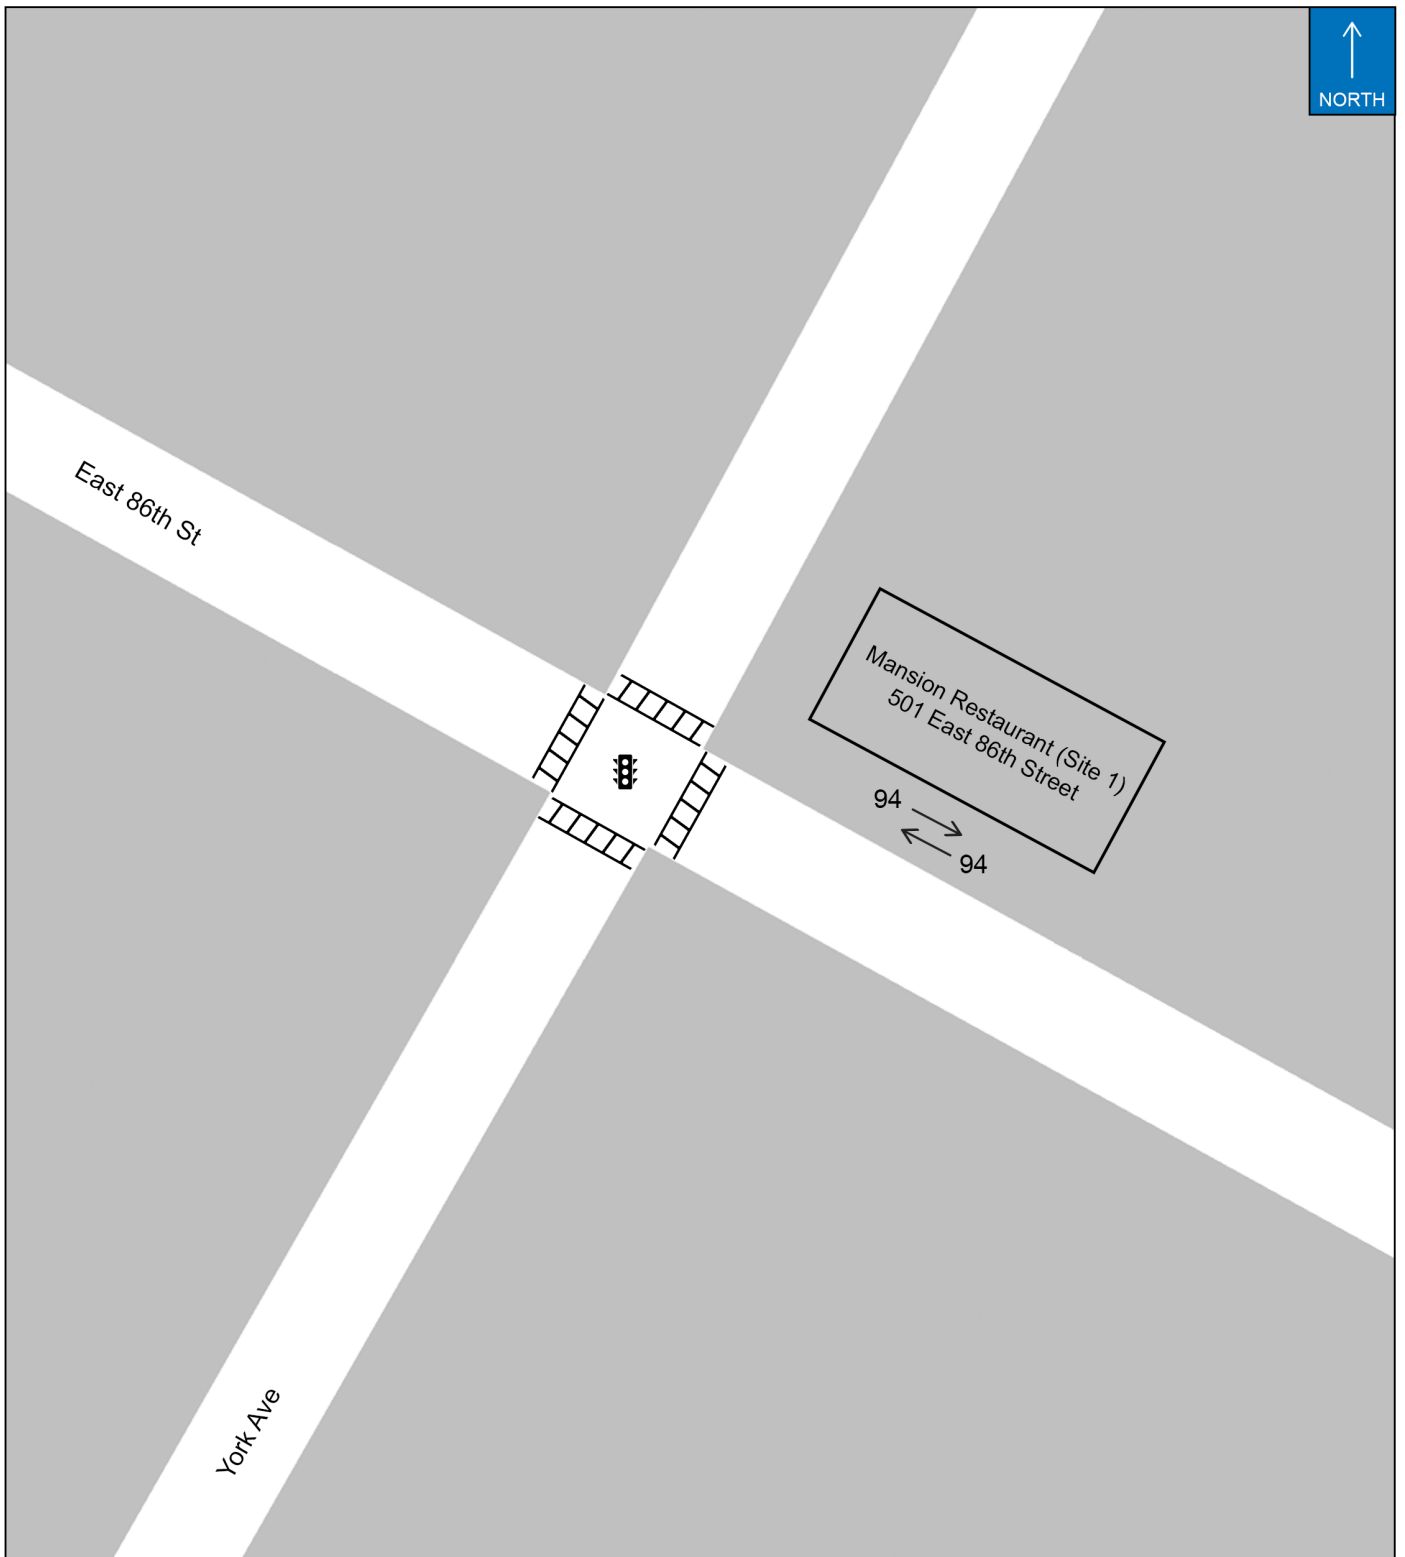 NORTH
East 86th St
Mansion Restaurant (Site 1)
501 East 86th Street
94
94
York Ave